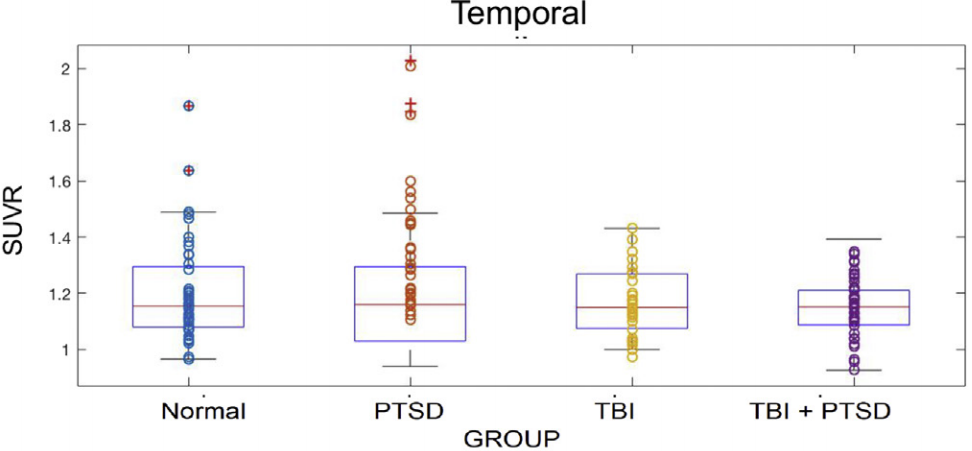 Temporal
2
1.8
1.6
1.4
1.2
1
SUVR
Normal PTSD TBI TBI + PTSD
GROUP